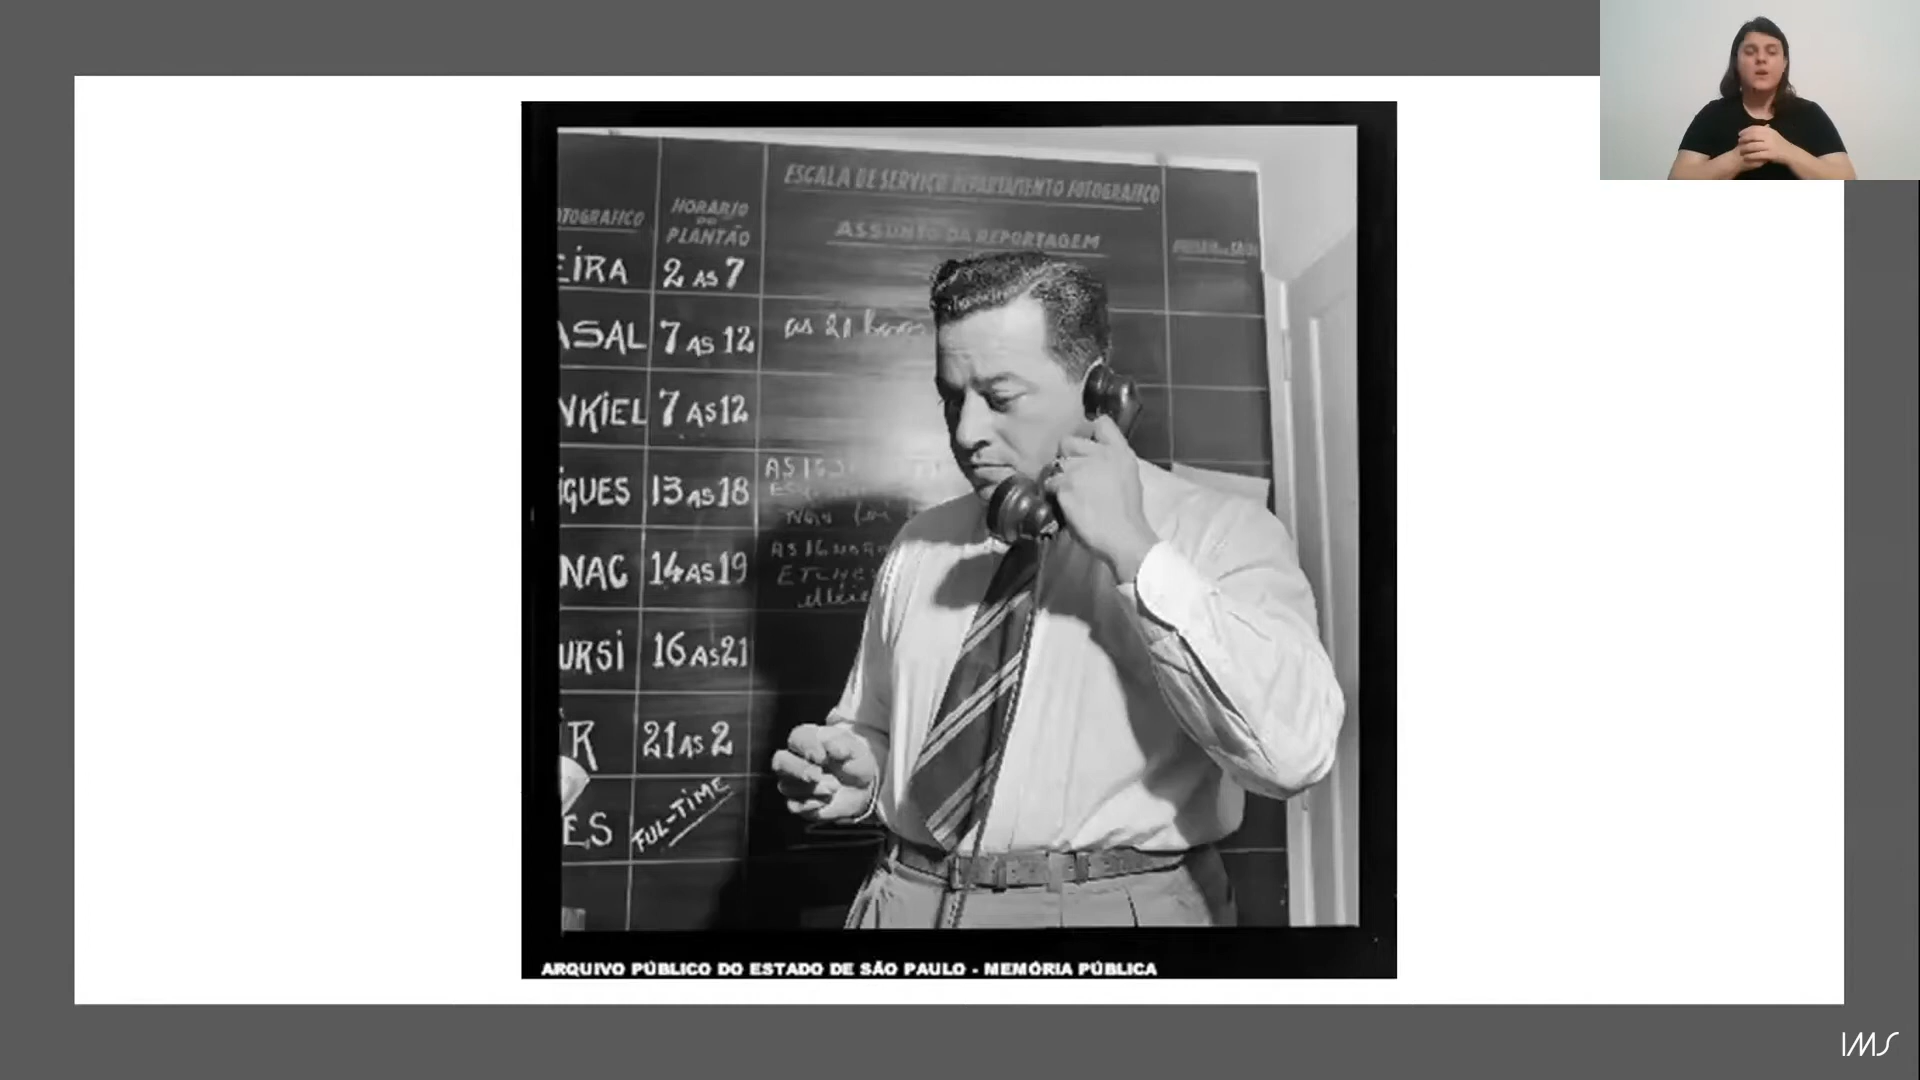 ESCALA DE SERVIÇO DEPARTAMENTO FOTOGRAFICO
HORARIO
DO
PLANTÃO
ASSUNTO DA REPORTAGEM
TOGRAFICO
EIRA 2 AS 7
ASAL 7 AS 12
as 21 horas
NKIEL 7 AS 12
IGUES 13 AS 18
NAC 14 AS 19
URSI 16 AS 21
R 21 AS 2
ES FUL-TIME
ARQUIVO PÚBLICO DO ESTADO DE SÃO PAULO - MEMÓRIA PÚBLICA
IMS